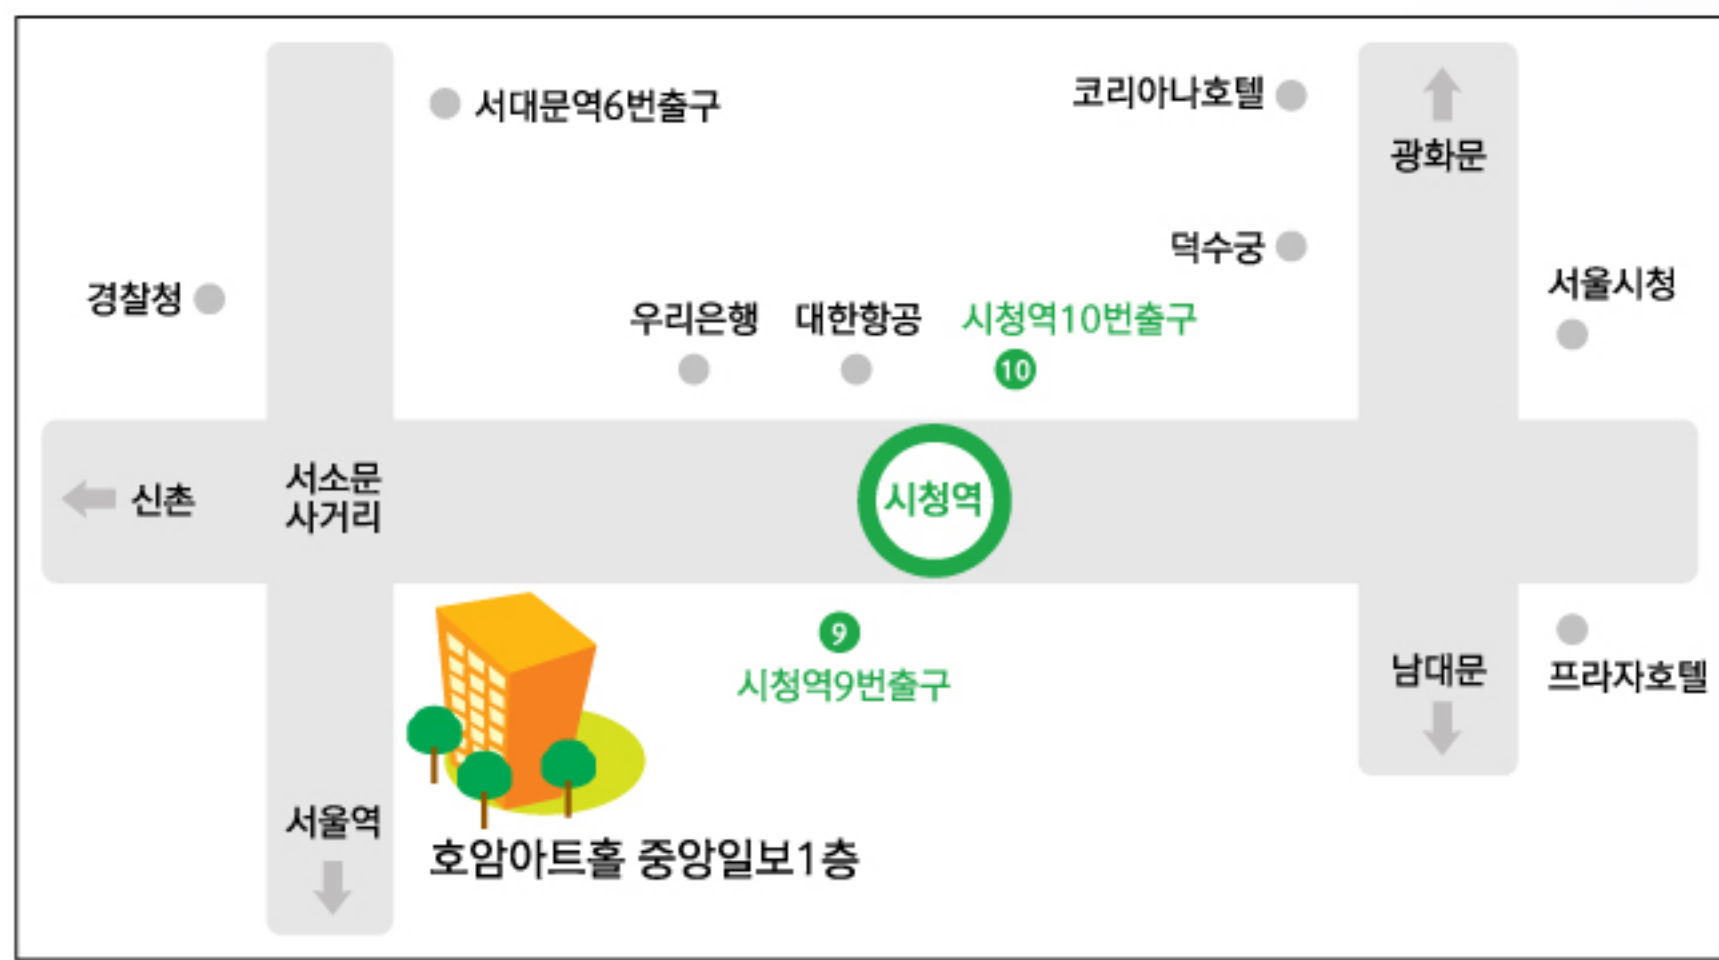 서대문역6번출구
코리아나호텔
광화문
덕수궁
서울시청
경찰청
우리은행
대한항공
시청역10번출구
10
신촌
서소문
사거리
시청역
9
시청역9번출구
남대문
프라자호텔
서울역
호암아트홀 중앙일보1층